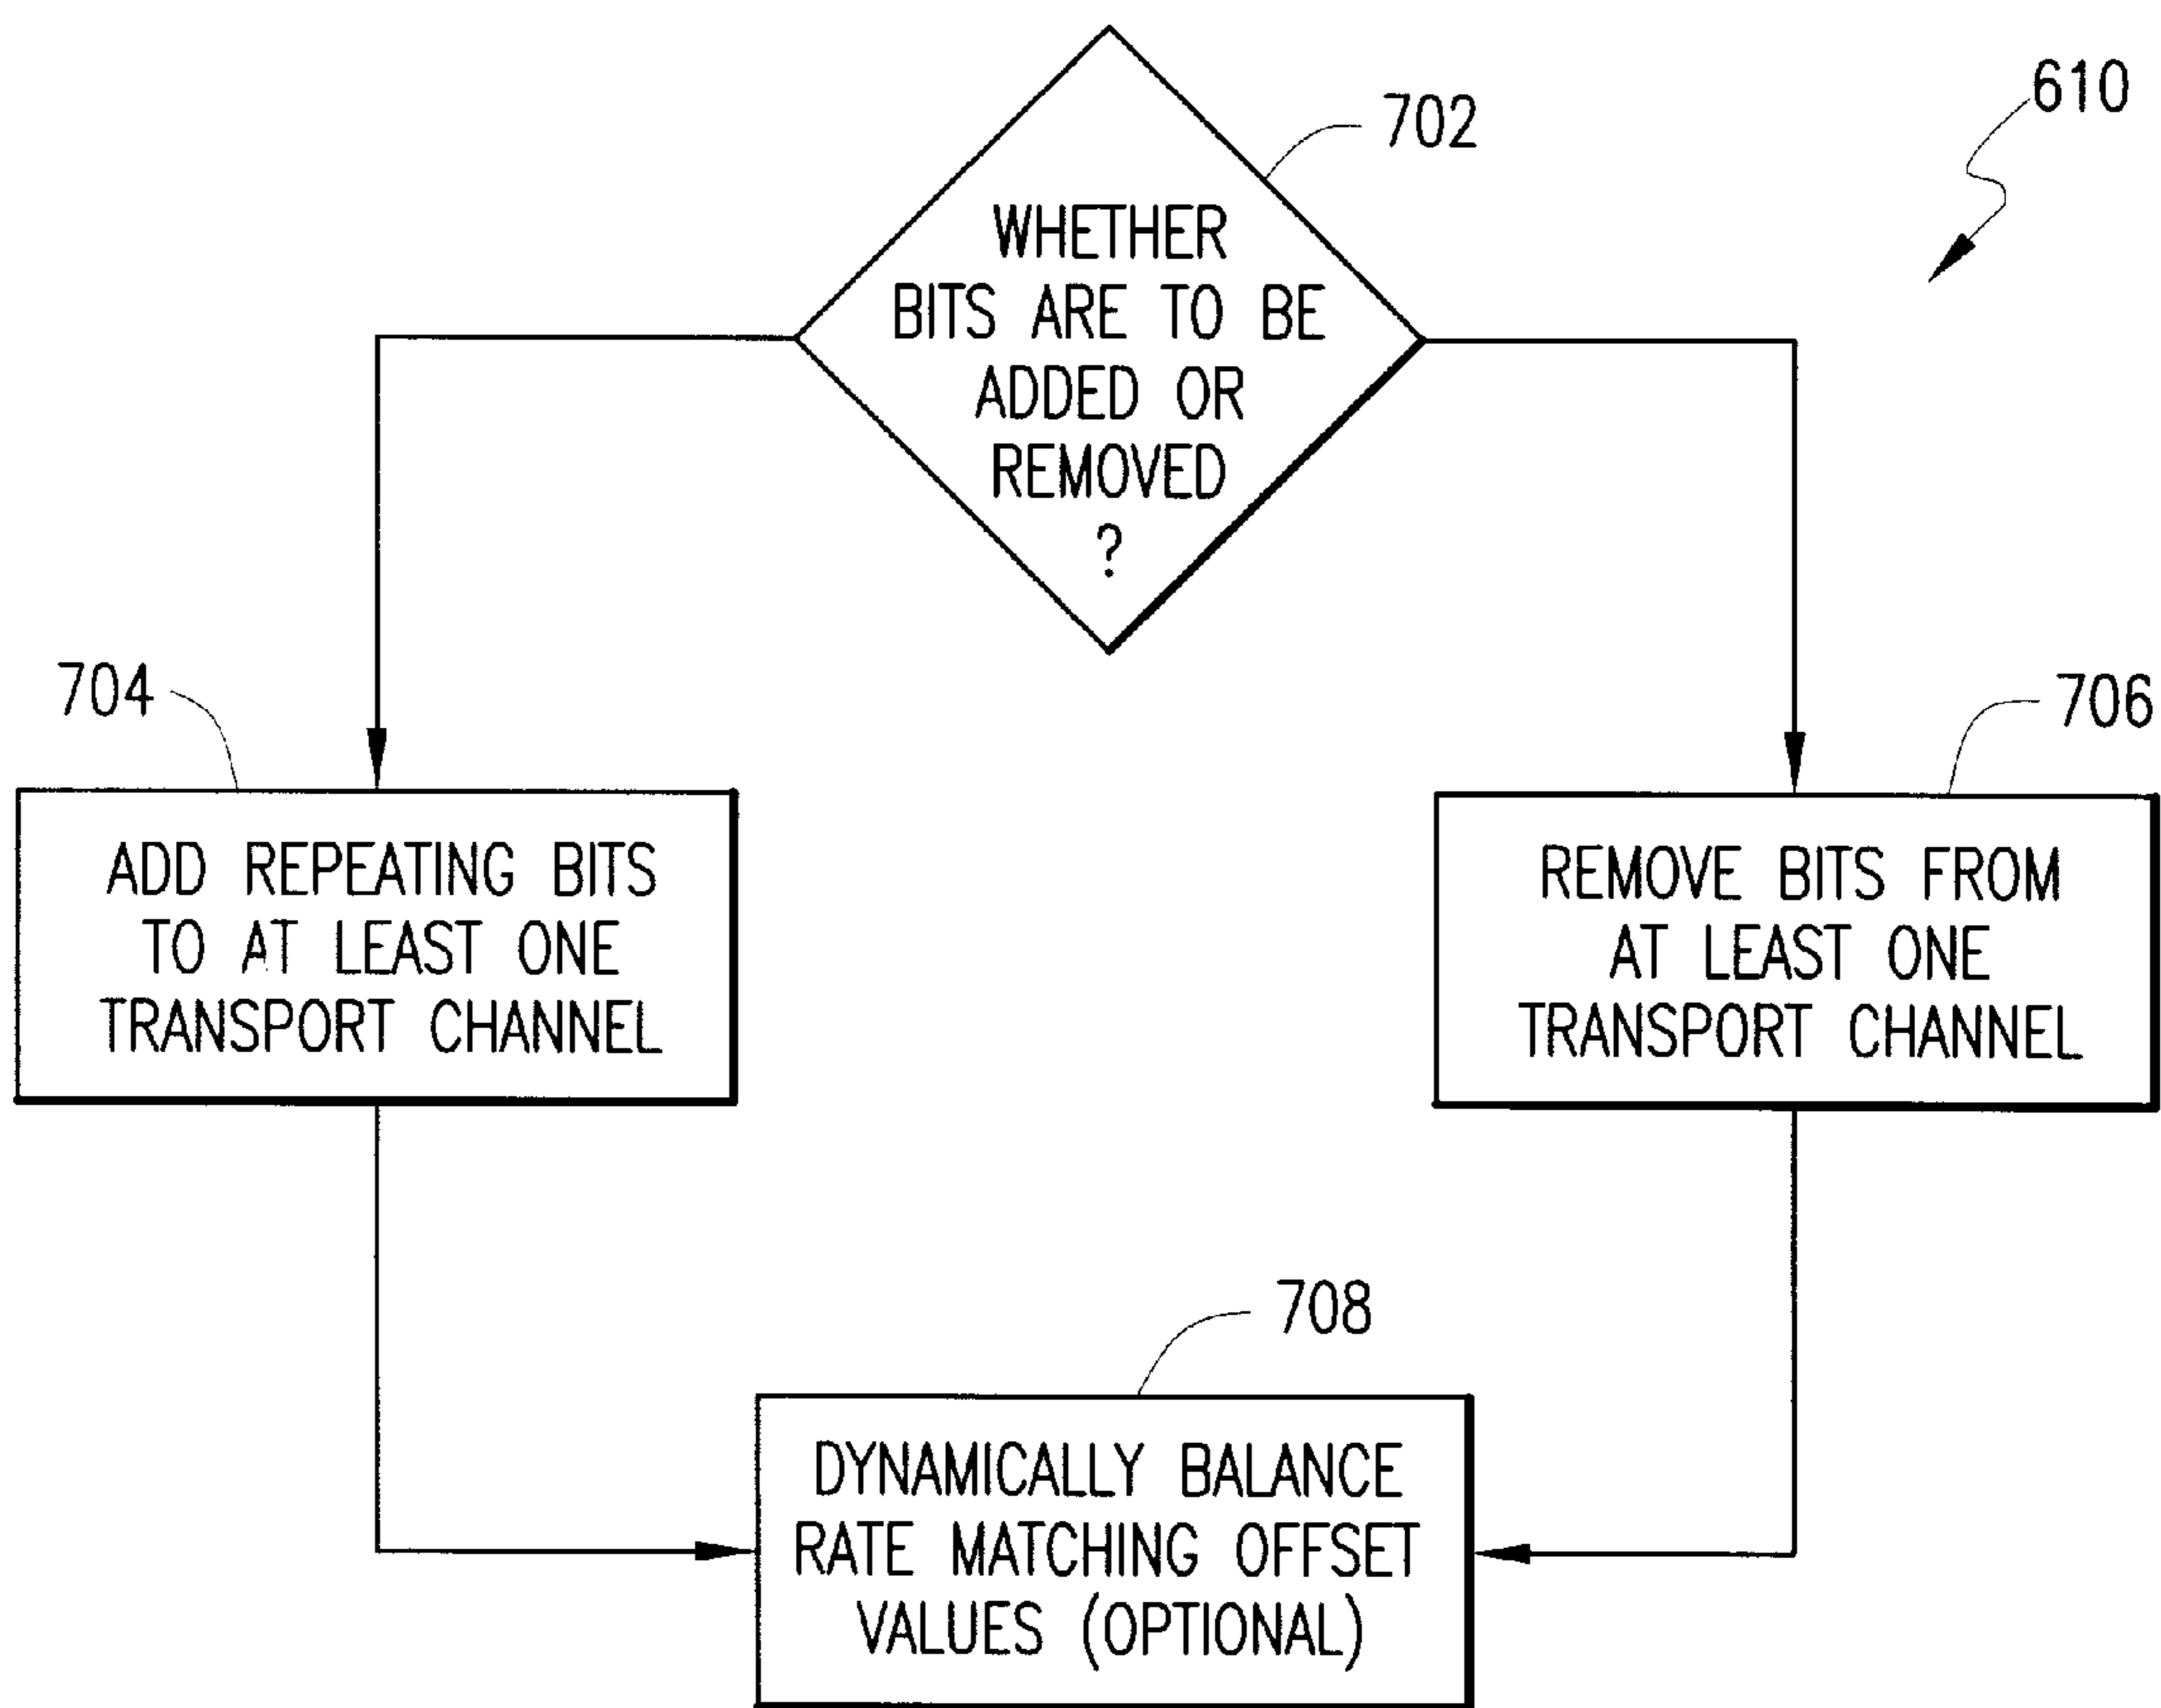 610
702
WHETHER
BITS ARE TO BE
ADDED OR
REMOVED
?
704
ADD REPEATING BITS
TO AT LEAST ONE
TRANSPORT CHANNEL
706
REMOVE BITS FROM
AT LEAST ONE
TRANSPORT CHANNEL
708
DYNAMICALLY BALANCE
RATE MATCHING OFFSET
VALUES (OPTIONAL)